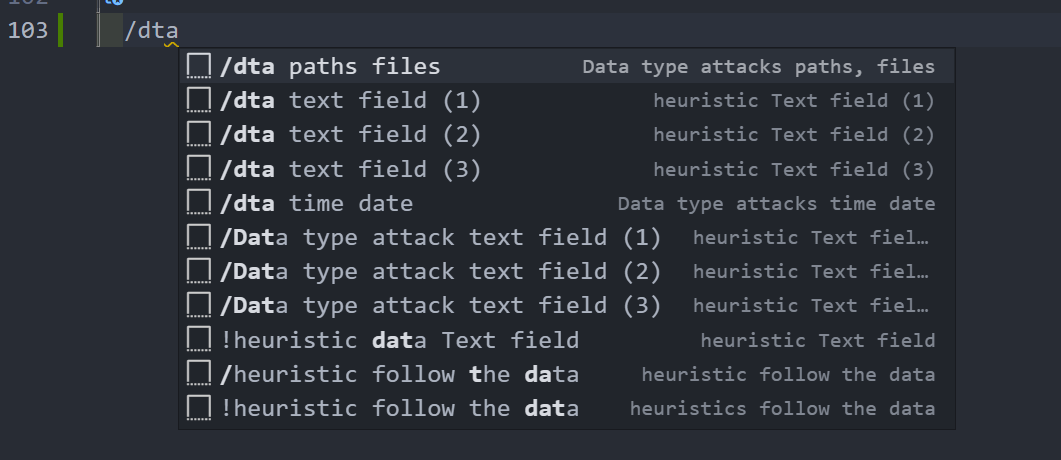 103 /dta
/dta paths files Data type attacks paths, files
/dta text field (1) heuristic Text field (1)
/dta text field (2) heuristic Text field (2)
/dta text field (3) heuristic Text field (3)
/dta time date Data type attacks time date
/Data type attack text field (1) heuristic Text fiel…
/Data type attack text field (2) heuristic Text fiel…
/Data type attack text field (3) heuristic Text fiel…
!heuristic data Text field heuristic Text field
/heuristic follow the data heuristic follow the data
!heuristic follow the data heuristics follow the data